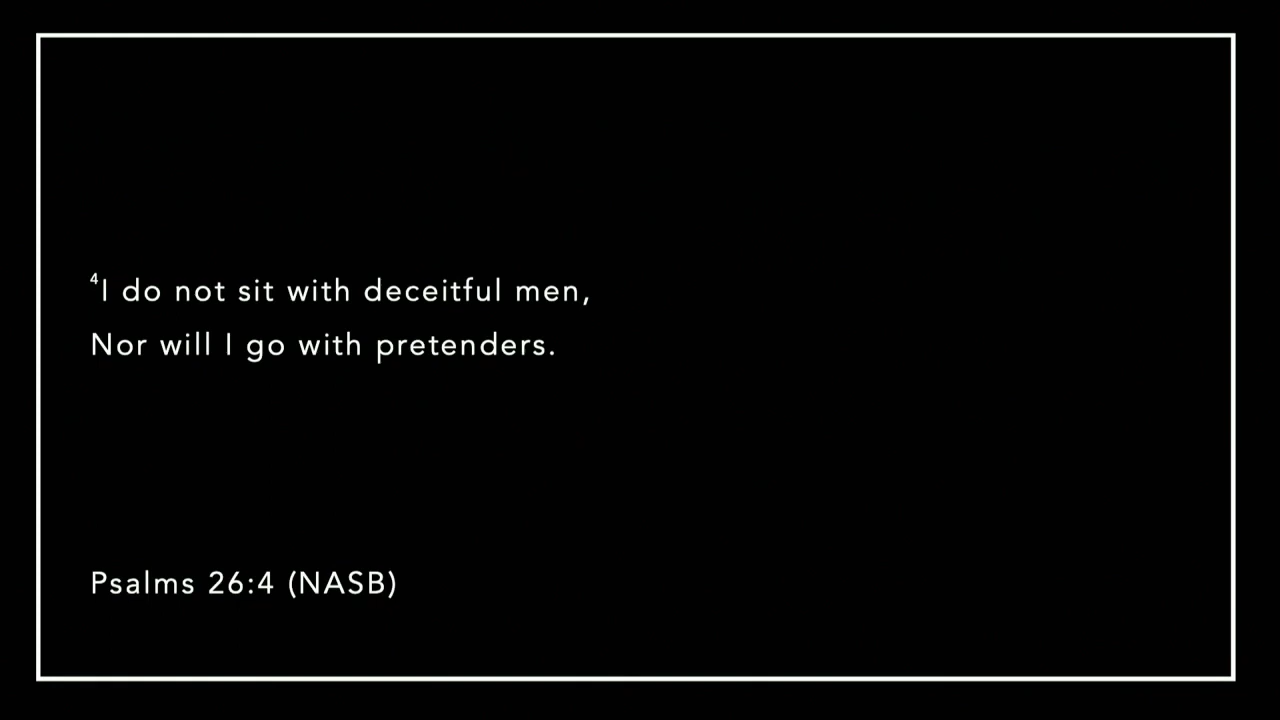 ⁴I do not sit with deceitful men,
Nor will I go with pretenders.
Psalms 26:4 (NASB)